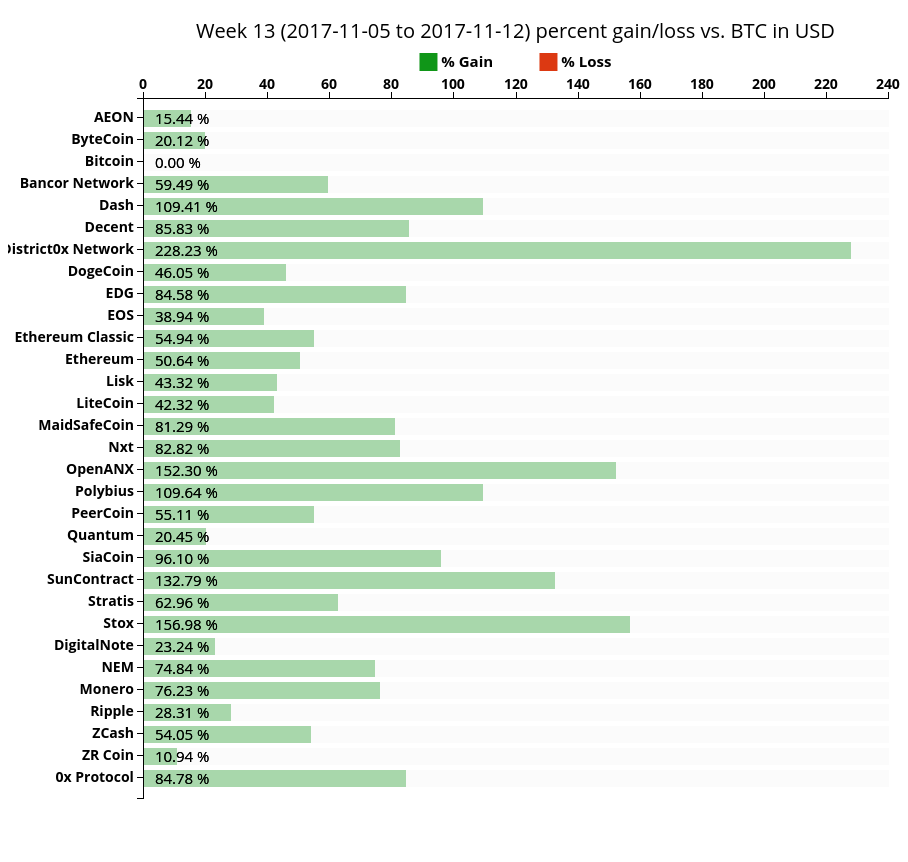 Week 13 (2017-11-05 to 2017-11-12) percent gain/loss vs. BTC in USD
% Gain % Loss
0 20 40 60 80 100 120 140 160 180 200 220 240
AEON 15.44 %
ByteCoin 20.12 %
Bitcoin 0.00 %
Bancor Network 59.49 %
Dash 109.41 %
Decent 85.83 %
District0x Network 228.23 %
DogeCoin 46.05 %
EDG 84.58 %
EOS 38.94 %
Ethereum Classic 54.94 %
Ethereum 50.64 %
Lisk 43.32 %
LiteCoin 42.32 %
MaidSafeCoin 81.29 %
Nxt 82.82 %
OpenANX 152.30 %
Polybius 109.64 %
PeerCoin 55.11 %
Quantum 20.45 %
SiaCoin 96.10 %
SunContract 132.79 %
Stratis 62.96 %
Stox 156.98 %
DigitalNote 23.24 %
NEM 74.84 %
Monero 76.23 %
Ripple 28.31 %
ZCash 54.05 %
ZR Coin 10.94 %
0x Protocol 84.78 %